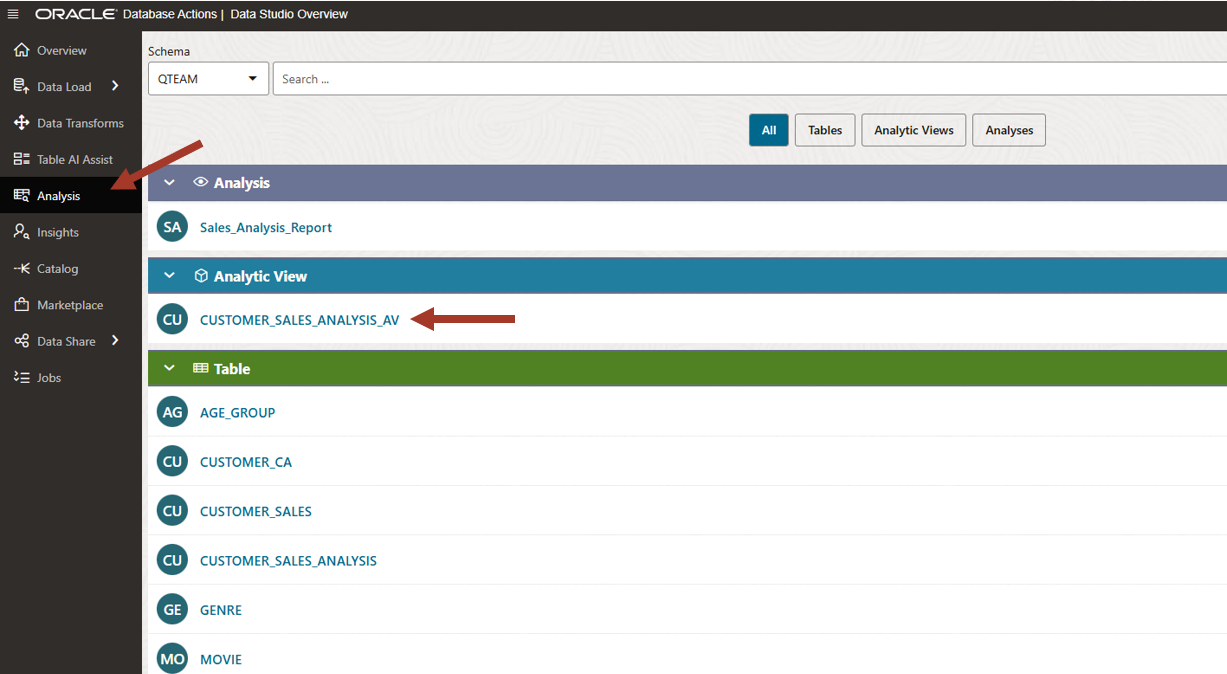 ORACLE Database Actions | Data Studio Overview
Overview
Data Load
Data Transforms
Table AI Assist
Analysis
Insights
Catalog
Marketplace
Data Share
Jobs
Schema
QTEAM
Search ...
All
Tables
Analytic Views
Analyses
Analysis
SA Sales_Analysis_Report
Analytic View
CU CUSTOMER_SALES_ANALYSIS_AV
Table
AG AGE_GROUP
CU CUSTOMER_CA
CU CUSTOMER_SALES
CU CUSTOMER_SALES_ANALYSIS
GE GENRE
MO MOVIE